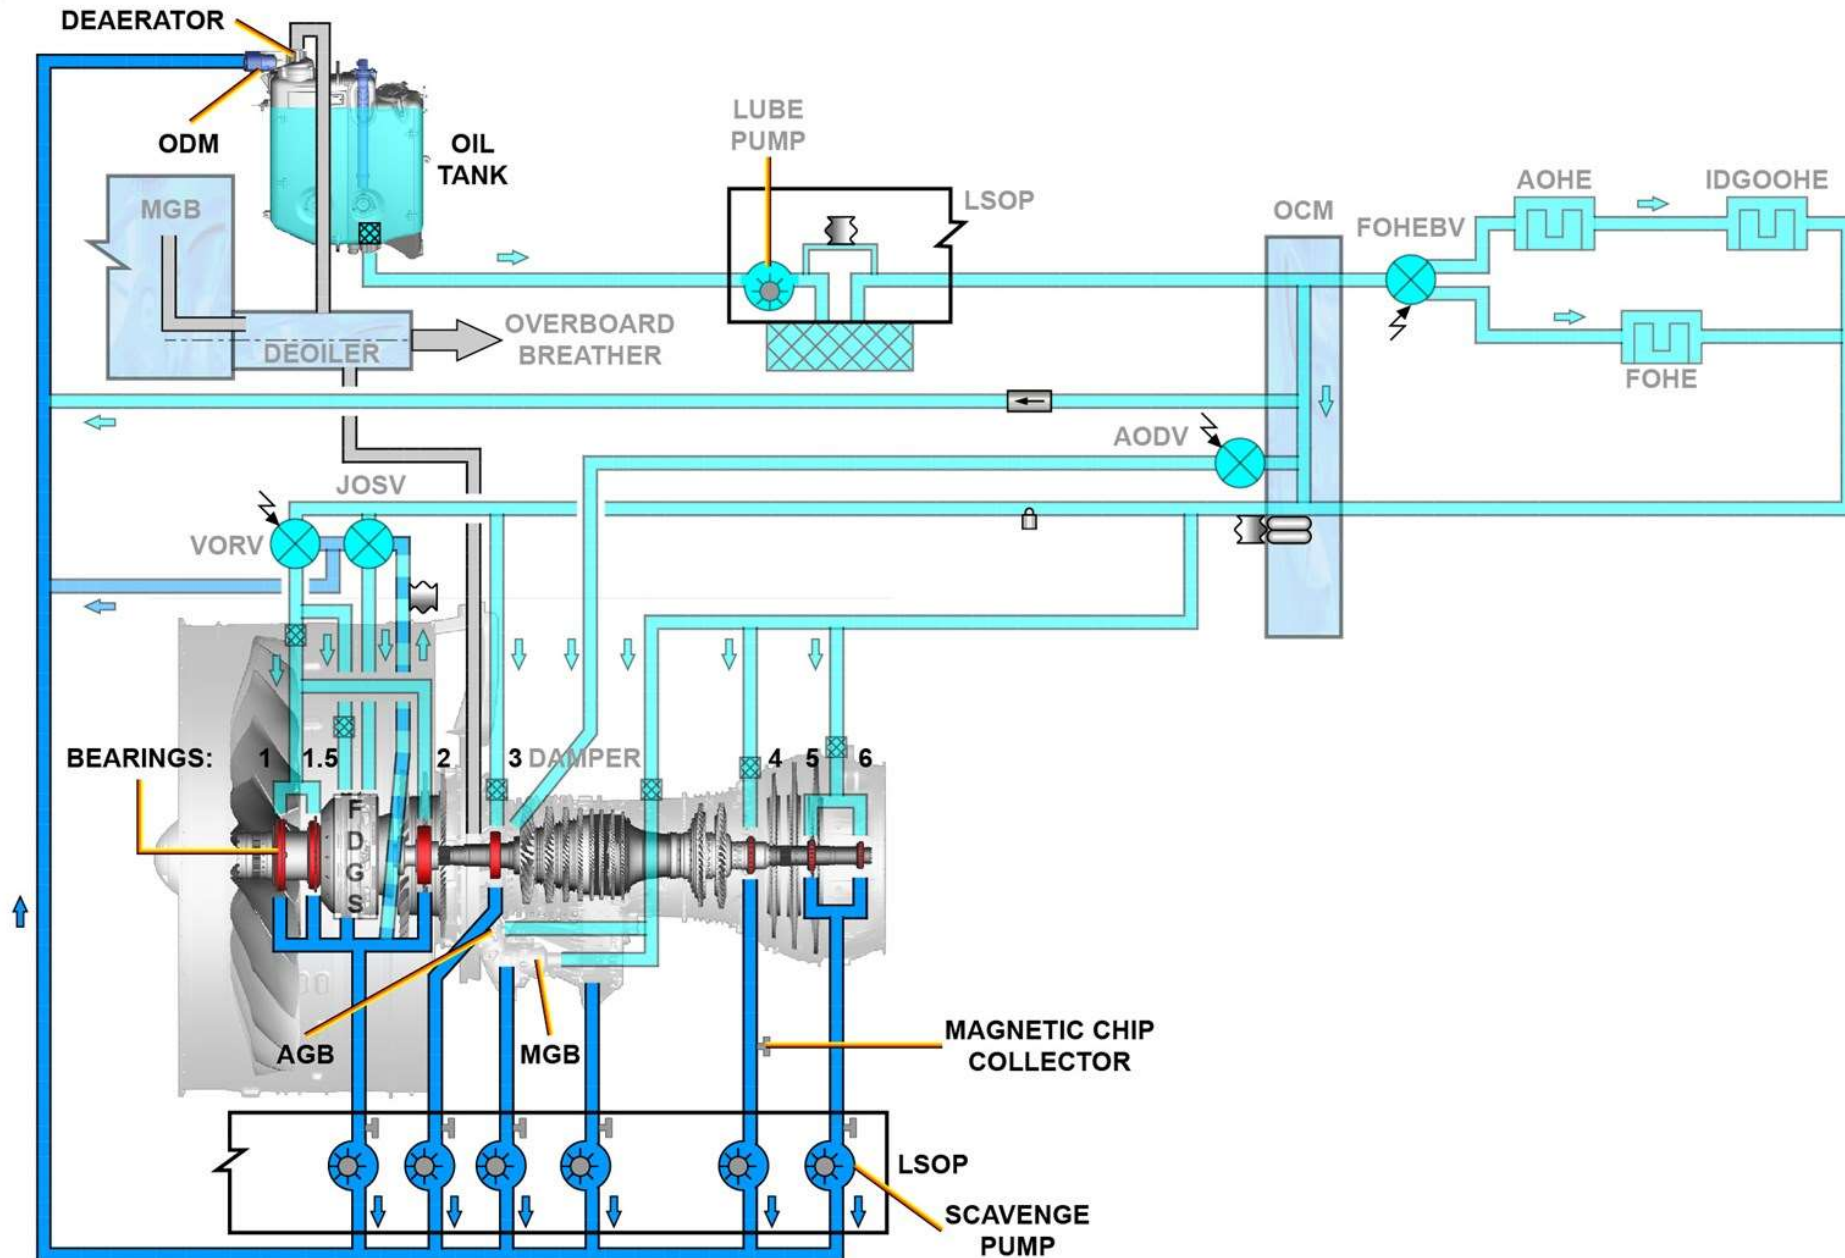 DEAERATOR
ODM
OIL
TANK
MGB
DEOILER
OVERBOARD
BREATHER
LUBE
PUMP
LSOP
OCM
FOHEBV
AOHE
IDGOOHE
FOHE
AODV
JOSV
VORV
BEARINGS:
1
1.5
2
3
DAMPER
4
5
6
F
D
G
S
AGB
MGB
MAGNETIC CHIP
COLLECTOR
LSOP
SCAVENGE
PUMP